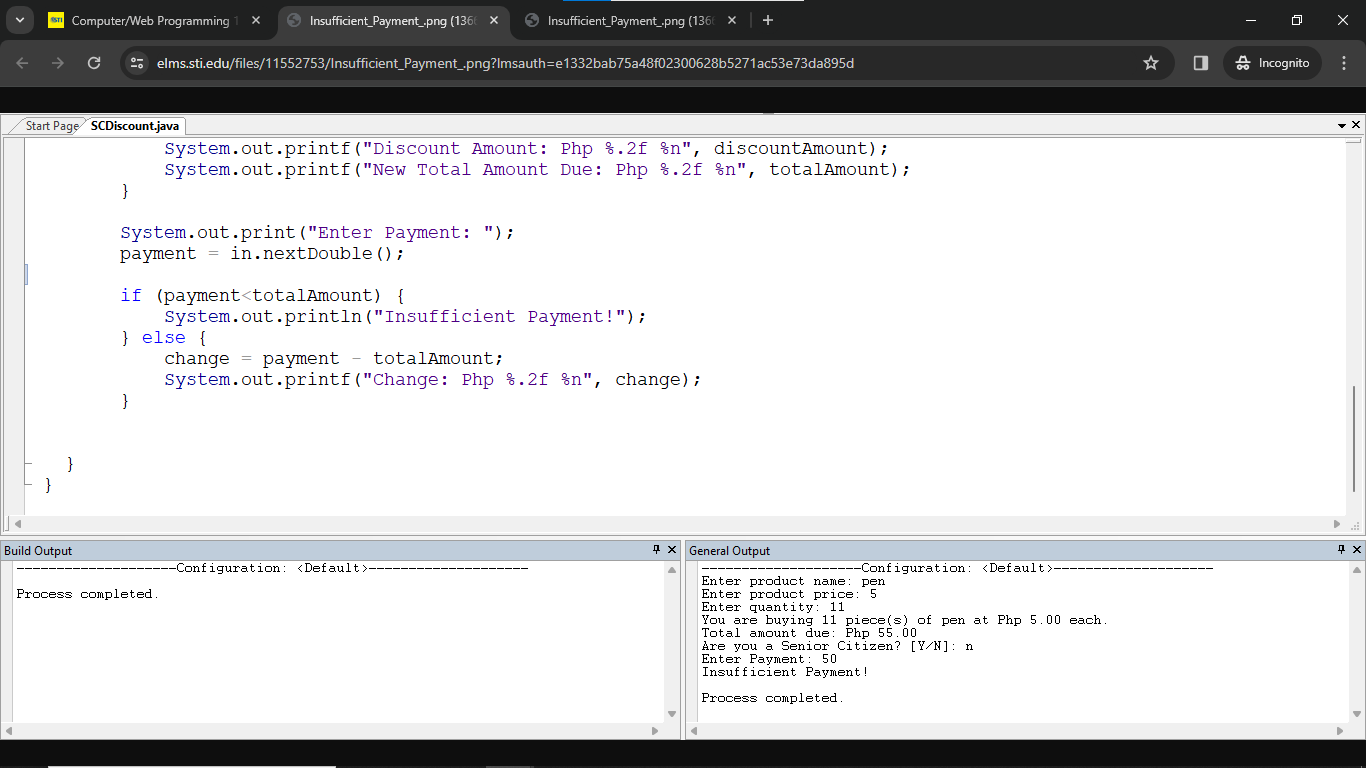 Computer/Web Programming 1
Insufficient_Payment_.png (1366
Insufficient_Payment_.png (1366
elms.sti.edu/files/11552753/Insufficient_Payment_.png?lmsauth=e1332bab75a48f02300628b5271ac53e73da895d
Incognito
Start Page
SCDiscount.java
System.out.printf("Discount Amount: Php %.2f %n", discountAmount);
System.out.printf("New Total Amount Due: Php %.2f %n", totalAmount);
}
System.out.print("Enter Payment: ");
payment = in.nextDouble();
if (payment<totalAmount) {
System.out.println("Insufficient Payment!");
} else {
change = payment - totalAmount;
System.out.printf("Change: Php %.2f %n", change);
}
}
}
Build Output
--------------------Configuration: <Default>--------------------
Process completed.
General Output
--------------------Configuration: <Default>--------------------
Enter product name: pen
Enter product price: 5
Enter quantity: 11
You are buying 11 piece(s) of pen at Php 5.00 each.
Total amount due: Php 55.00
Are you a Senior Citizen? [Y/N]: n
Enter Payment: 50
Insufficient Payment!
Process completed.